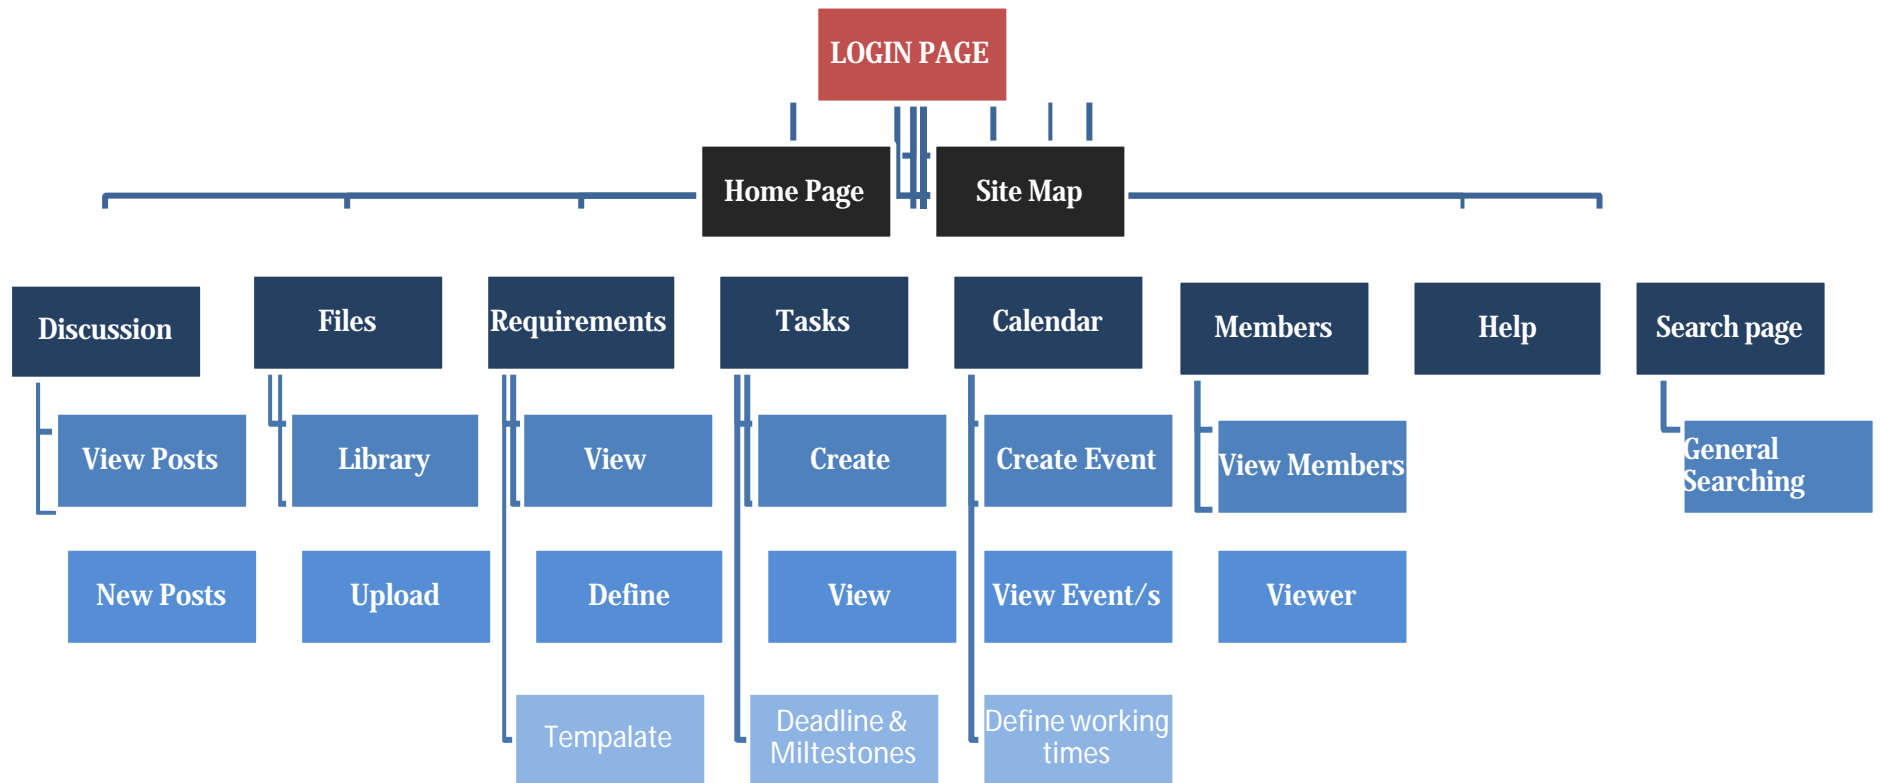 LOGIN PAGE
Home Page
Site Map
Discussion
Files
Requirements
Tasks
Calendar
Members
Help
Search page
View Posts
Library
View
Create
Create Event
View Members
General
Searching
New Posts
Upload
Define
View
View Event/s
Viewer
Tempalate
Deadline &
Miltestones
Define working
times